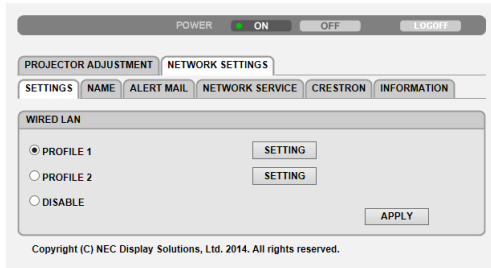 POWER ON OFF LOGOFF
PROJECTOR ADJUSTMENT NETWORK SETTINGS
SETTINGS NAME ALERT MAIL NETWORK SERVICE CRESTRON INFORMATION
WIRED LAN
PROFILE 1 SETTING
PROFILE 2 SETTING
DISABLE
APPLY
Copyright (C) NEC Display Solutions, Ltd. 2014. All rights reserved.